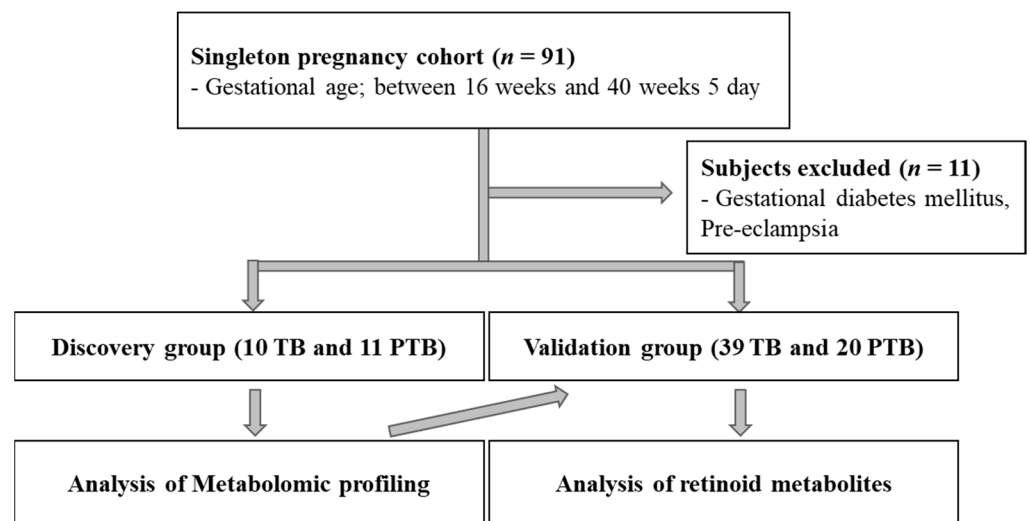 Singleton pregnancy cohort (n = 91)
- Gestational age; between 16 weeks and 40 weeks 5 day
Subjects excluded (n = 11)
- Gestational diabetes mellitus,
Pre-eclampsia
Discovery group (10 TB and 11 PTB)
Validation group (39 TB and 20 PTB)
Analysis of Metabolomic profiling
Analysis of retinoid metabolites